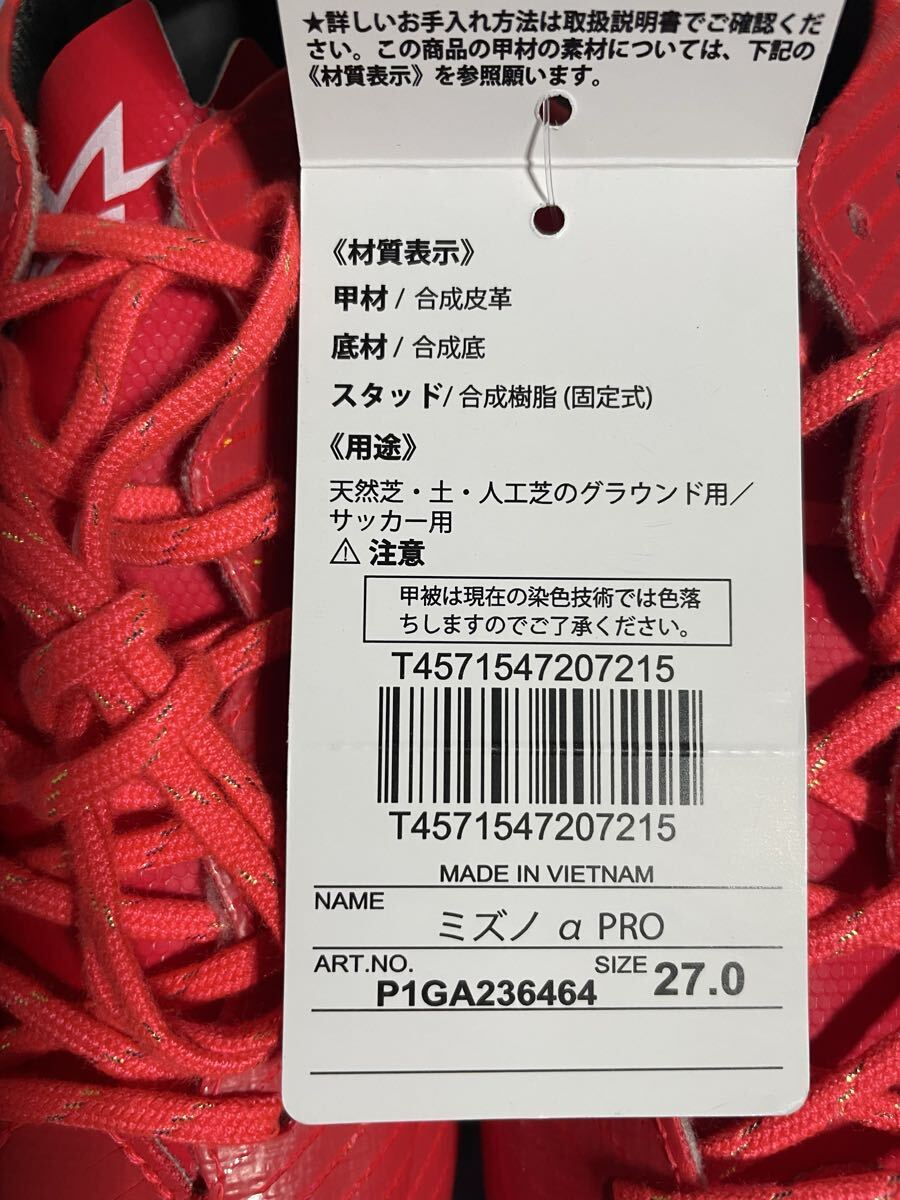 ★詳しいお手入れ方法は取扱説明書でご確認くだ
さい。この商品の甲材の素材については、下記の
《材質表示》を参照願います。
《材質表示》
甲材 / 合成皮革
底材 / 合成底
スタッド/ 合成樹脂 (固定式)
《用途》
天然芝・土・人工芝のグラウンド用／
サッカー用
⚠ 注意
甲被は現在の染色技術では色落
ちしますのでご了承ください。
T4571547207215
T4571547207215
MADE IN VIETNAM
NAME
ミズノ α PRO
ART.NO. SIZE 27.0
P1GA236464